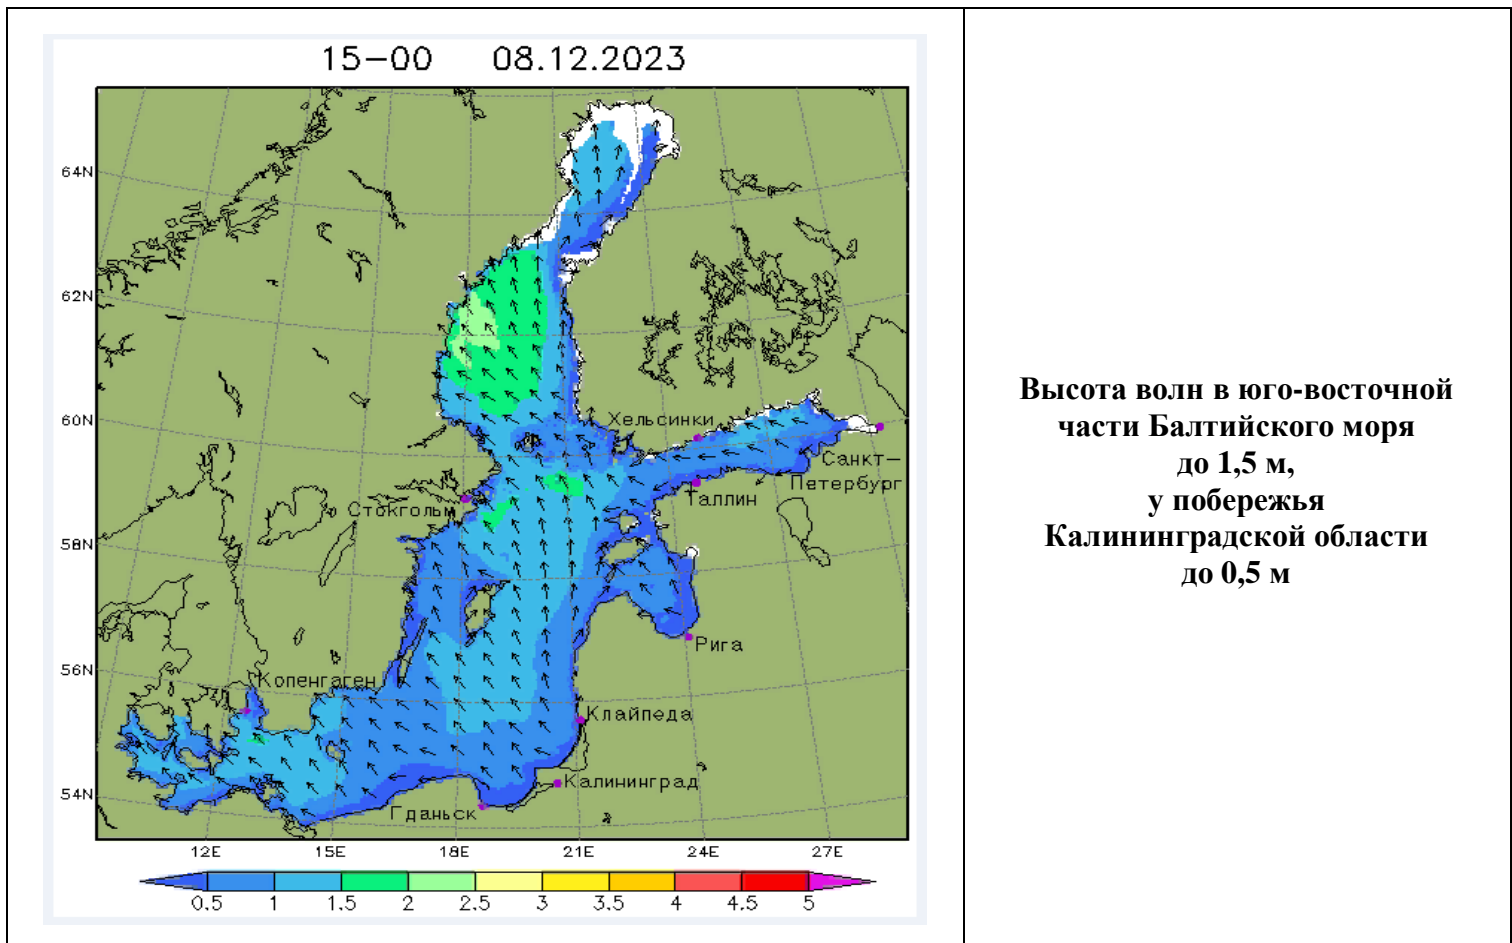 15-00 08.12.2023
64N
62N
60N
58N
56N
54N
Хельсинки
Санкт-
Петербург
Таллин
Стокгольм
Рига
Копенгаген
Клайпеда
Калининград
Гданьск
12E 15E 18E 21E 24E 27E
0.5 1 1.5 2 2.5 3 3.5 4 4.5 5
Высота волн в юго-восточной
части Балтийского моря
до 1,5 м,
у побережья
Калининградской области
до 0,5 м